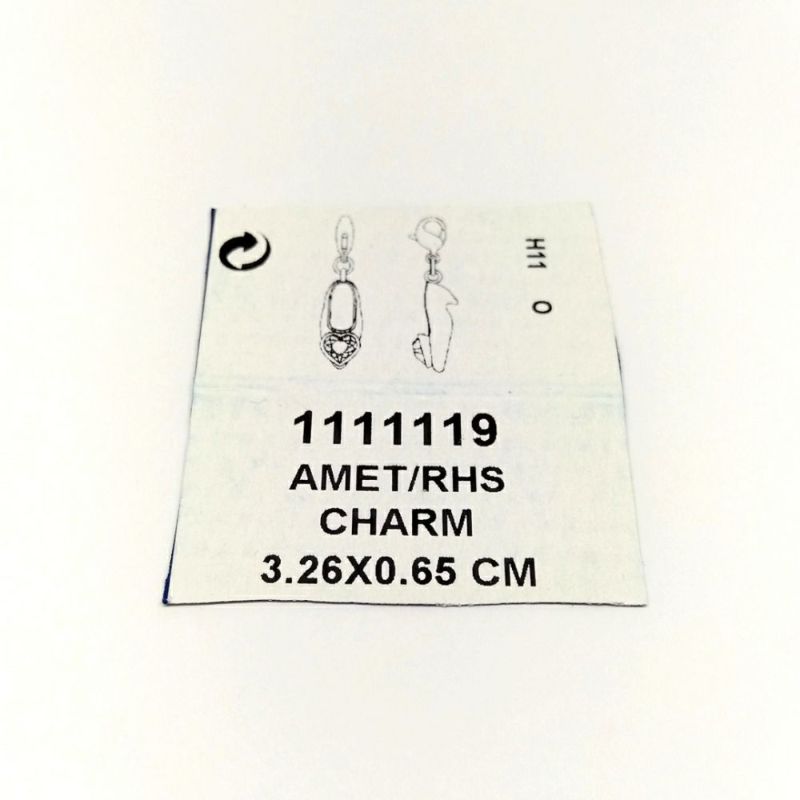 H11 O
1111119
AMET/RHS
CHARM
3.26X0.65 CM